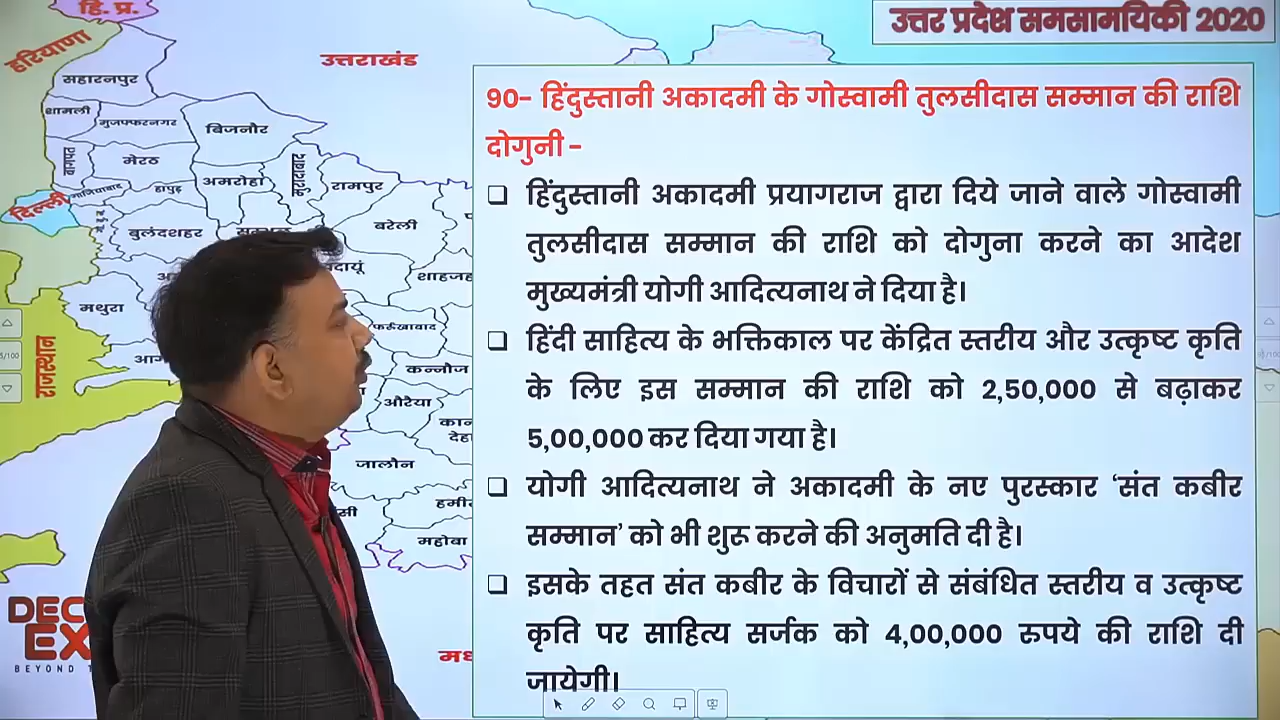 उत्तर प्रदेश समसामयिकी 2020
90- हिंदुस्तानी अकादमी के गोस्वामी तुलसीदास सम्मान की राशि
दोगुनी -
❑ हिंदुस्तानी अकादमी प्रयागराज द्वारा दिये जाने वाले गोस्वामी
तुलसीदास सम्मान की राशि को दोगुना करने का आदेश
मुख्यमंत्री योगी आदित्यनाथ ने दिया है।
❑ हिंदी साहित्य के भक्तिकाल पर केंद्रित स्तरीय और उत्कृष्ट कृति
के लिए इस सम्मान की राशि को 2,50,000 से बढ़ाकर
5,00,000 कर दिया गया है।
❑ योगी आदित्यनाथ ने अकादमी के नए पुरस्कार ‘संत कबीर
सम्मान’ को भी शुरू करने की अनुमति दी है।
❑ इसके तहत संत कबीर के विचारों से संबंधित स्तरीय व उत्कृष्ट
कृति पर साहित्य सर्जक को 4,00,000 रुपये की राशि दी
जायेगी।
हि. प्र.
हरियाणा
उत्तराखंड
सहारनपुर
शामली
मुजफ्फरनगर
बिजनौर
बागपत
मेरठ
अमरोहा
मुरादाबाद
रामपुर
दिल्ली
गाजियाबाद
हापुड़
बुलंदशहर
बरेली
मथुरा
फर्रुखाबाद
राजस्थान
कन्नौज
औरैया
जालौन
महोबा
DEC
EX
BEYOND